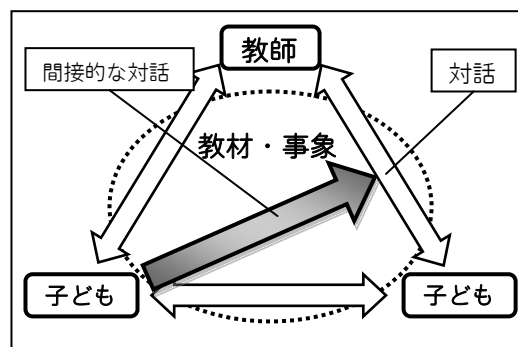 教師
間接的な対話
対話
教材・事象
子ども
子ども